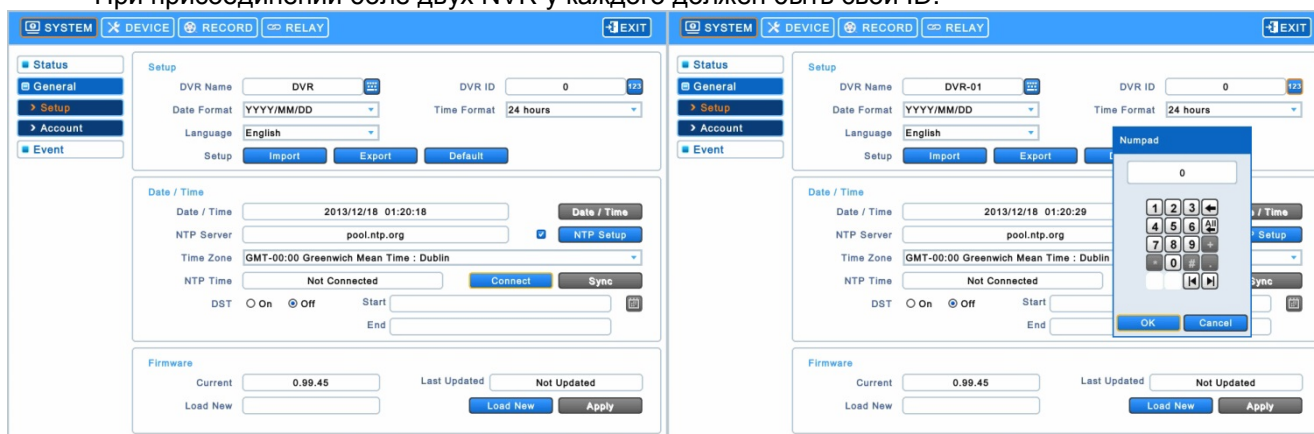 При присоединении боле двух NVR у каждого должен быть свой ID.
SYSTEM DEVICE RECORD RELAY EXIT
Status
General
> Setup
> Account
Event
Setup
DVR Name DVR DVR ID 0 123
Date Format YYYY/MM/DD Time Format 24 hours
Language English
Setup Import Export Default
Date / Time
Date / Time 2013/12/18 01:20:18 Date / Time
NTP Server pool.ntp.org NTP Setup
Time Zone GMT-00:00 Greenwich Mean Time : Dublin
NTP Time Not Connected Connect Sync
DST On Off Start
End
Firmware
Current 0.99.45 Last Updated Not Updated
Load New Load New Apply
SYSTEM DEVICE RECORD RELAY EXIT
Status
General
> Setup
> Account
Event
Setup
DVR Name DVR-01 DVR ID 0 123
Date Format YYYY/MM/DD Time Format 24 hours
Language English
Setup Import Export
Date / Time
Date / Time 2013/12/18 01:20:29 / Time
NTP Server pool.ntp.org Setup
Time Zone GMT-00:00 Greenwich Mean Time : Dublin
NTP Time Not Connected Sync
DST On Off Start
End
Numpad
0
1 2 3
4 5 6 All
7 8 9 +
* 0 # .
OK Cancel
Firmware
Current 0.99.45 Last Updated Not Updated
Load New Load New Apply